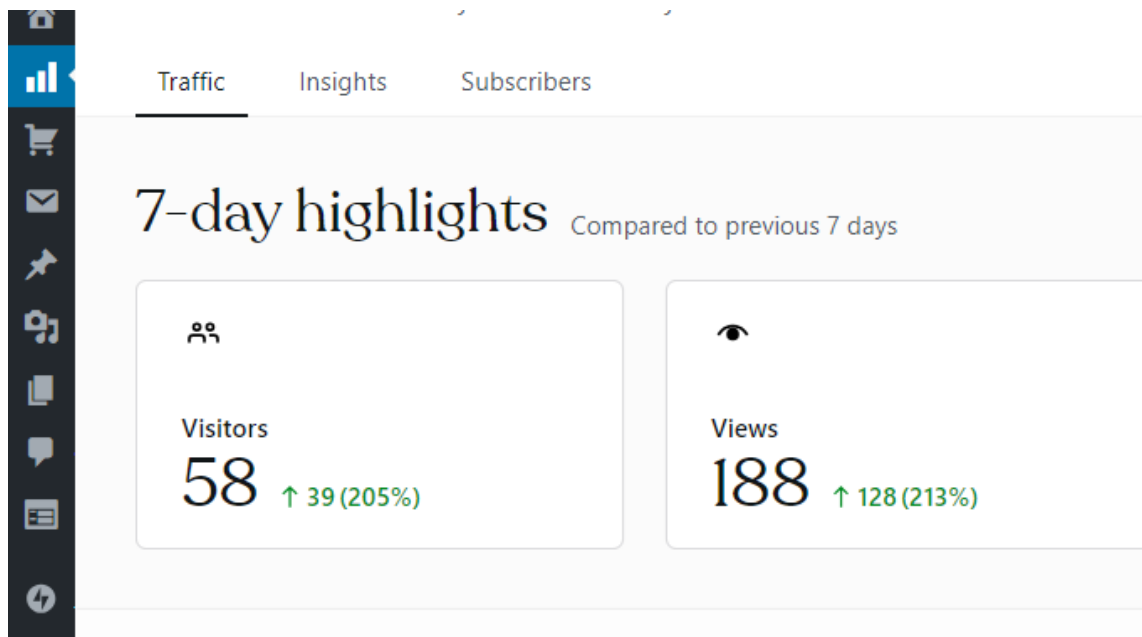 Traffic Insights Subscribers
7-day highlights Compared to previous 7 days
Visitors
58 ↑ 39 (205%)
Views
188 ↑ 128 (213%)